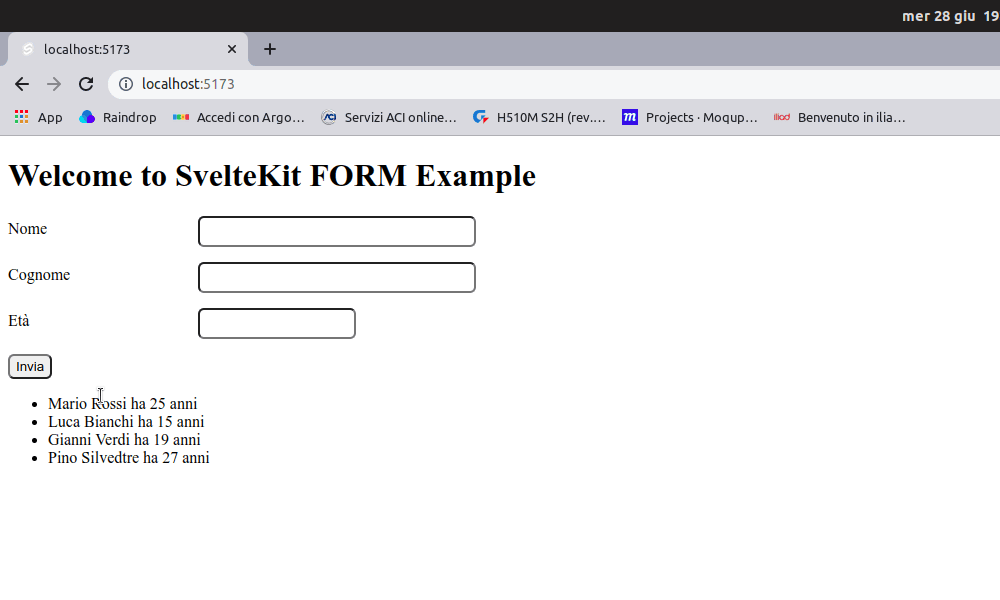 mer 28 giu 19
localhost:5173
localhost:5173
App Raindrop Accedi con Argo... Servizi ACI online... H510M S2H (rev.... m Projects · Moqup... iliad Benvenuto in ilia...
Welcome to SvelteKit FORM Example
Nome
Cognome
Età
Invia
Mario Rossi ha 25 anni
Luca Bianchi ha 15 anni
Gianni Verdi ha 19 anni
Pino Silvedtre ha 27 anni